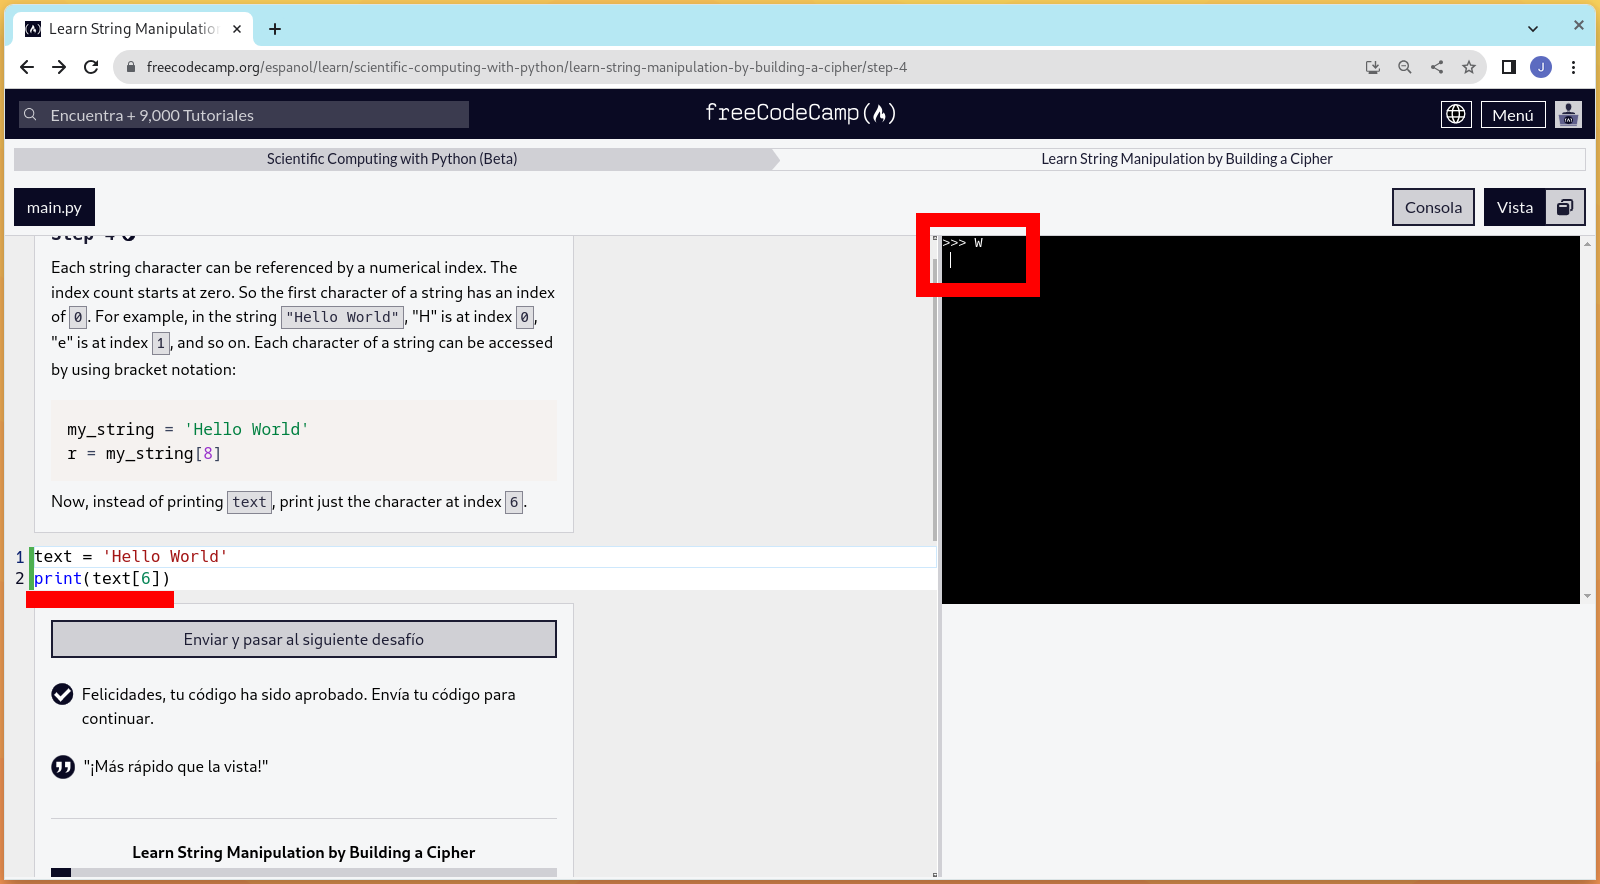 Learn String Manipulatio
freecodecamp.org/espanol/learn/scientific-computing-with-python/learn-string-manipulation-by-building-a-cipher/step-4
J
Encuentra + 9,000 Tutoriales
freeCodeCamp
Menú
Scientific Computing with Python (Beta)
Learn String Manipulation by Building a Cipher
main.py
Consola
Vista
Step 4
Each string character can be referenced by a numerical index. The
index count starts at zero. So the first character of a string has an index
of 0. For example, in the string "Hello World", "H" is at index 0,
"e" is at index 1, and so on. Each character of a string can be accessed
by using bracket notation:
my_string = 'Hello World'
r = my_string[8]
Now, instead of printing text, print just the character at index 6.
1 text = 'Hello World'
2 print(text[6])
Enviar y pasar al siguiente desafío
Felicidades, tu código ha sido aprobado. Envía tu código para
continuar.
"¡Más rápido que la vista!"
Learn String Manipulation by Building a Cipher
>>> W